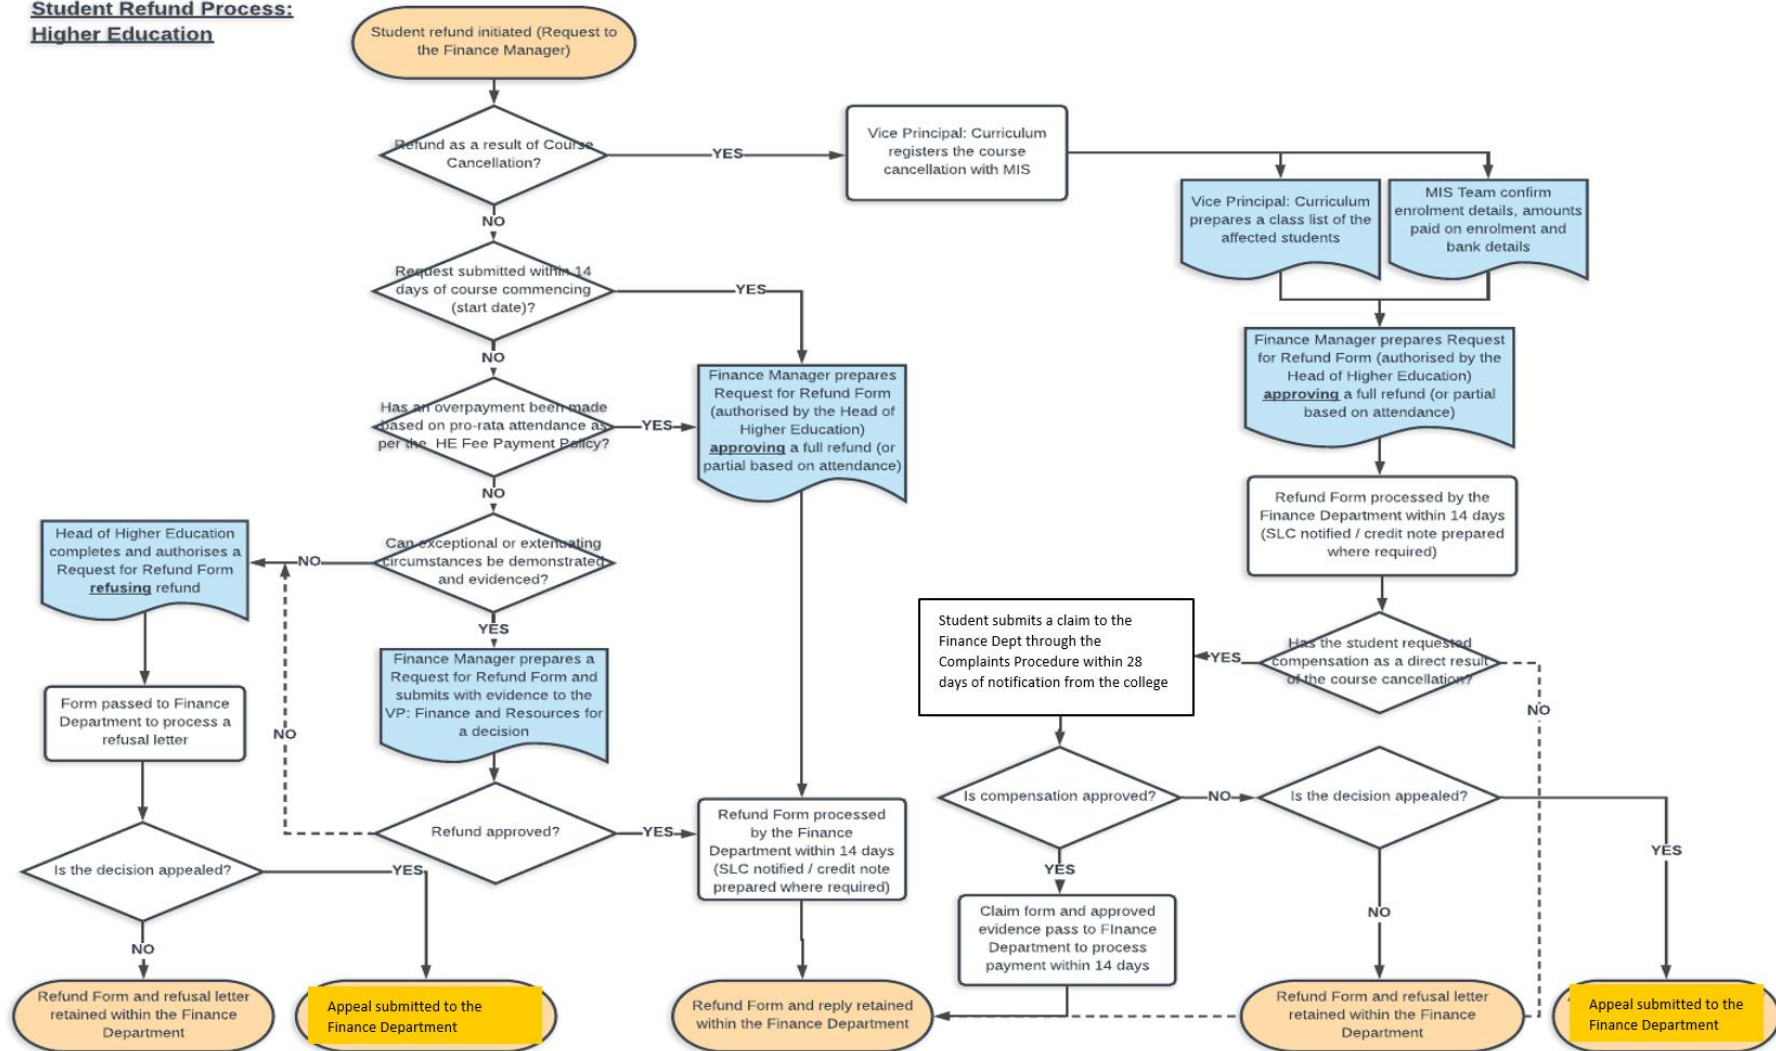 Student Refund Process:
Higher Education
Student refund initiated (Request to
the Finance Manager)
Refund as a result of Course
Cancellation?
YES
Vice Principal: Curriculum
registers the course
cancellation with MIS
Vice Principal: Curriculum
prepares a class list of the
affected students
MIS Team confirm
enrolment details, amounts
paid on enrolment and
bank details
NO
Request submitted within 14
days of course commencing
(start date)?
YES
NO
Has an overpayment been made
based on pro-rata attendance as
per the HE Fee Payment Policy?
YES
Finance Manager prepares
Request for Refund Form
(authorised by the Head of
Higher Education)
approving a full refund (or
partial based on attendance)
Finance Manager prepares Request
for Refund Form (authorised by the
Head of Higher Education)
approving a full refund (or partial
based on attendance)
Refund Form processed by the
Finance Department within 14 days
(SLC notified / credit note prepared
where required)
NO
Can exceptional or extenuating
circumstances be demonstrated
and evidenced?
NO
Head of Higher Education
completes and authorises a
Request for Refund Form
refusing refund
YES
Finance Manager prepares a
Request for Refund Form and
submits with evidence to the
VP: Finance and Resources for
a decision
Form passed to Finance
Department to process a
refusal letter
NO
Refund approved?
YES
Refund Form processed
by the Finance
Department within 14 days
(SLC notified / credit note
prepared where required)
Has the student requested
compensation as a direct result
of the course cancellation?
YES
NO
Student submits a claim to the
Finance Dept through the
Complaints Procedure within 28
days of notification from the college
Is compensation approved?
NO
Is the decision appealed?
YES
NO
YES
Claim form and approved
evidence pass to FInance
Department to process
payment within 14 days
Is the decision appealed?
YES
NO
Refund Form and refusal letter
retained within the Finance
Department
Appeal submitted to the
Finance Department
Refund Form and reply retained
within the Finance Department
Refund Form and refusal letter
retained within the Finance
Department
Appeal submitted to the
Finance Department